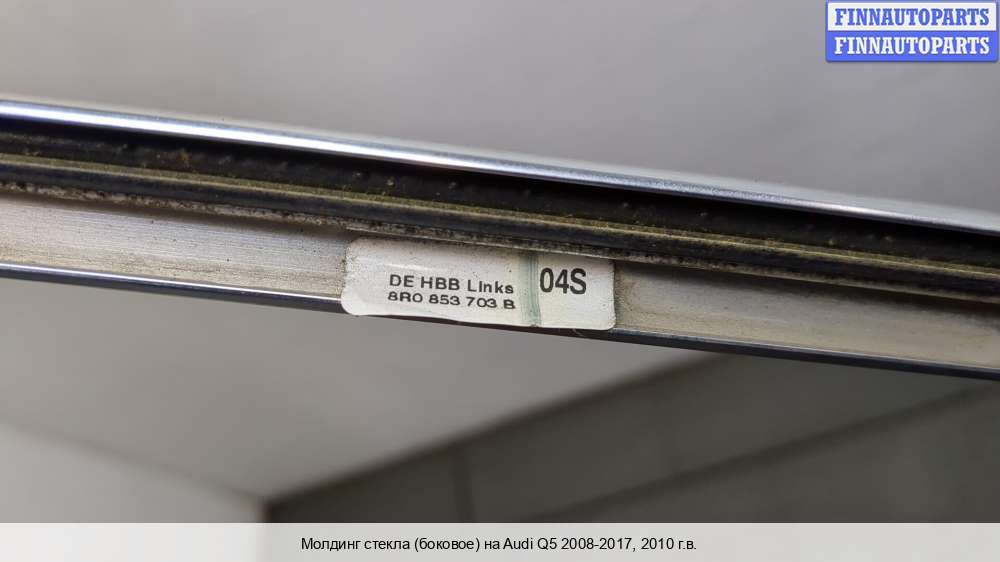 FINNAUTOPARTS
FINNAUTOPARTS
DE HBB Links
8R0 853 703 B
04S
Молдинг стекла (боковое) на Audi Q5 2008-2017, 2010 г.в.